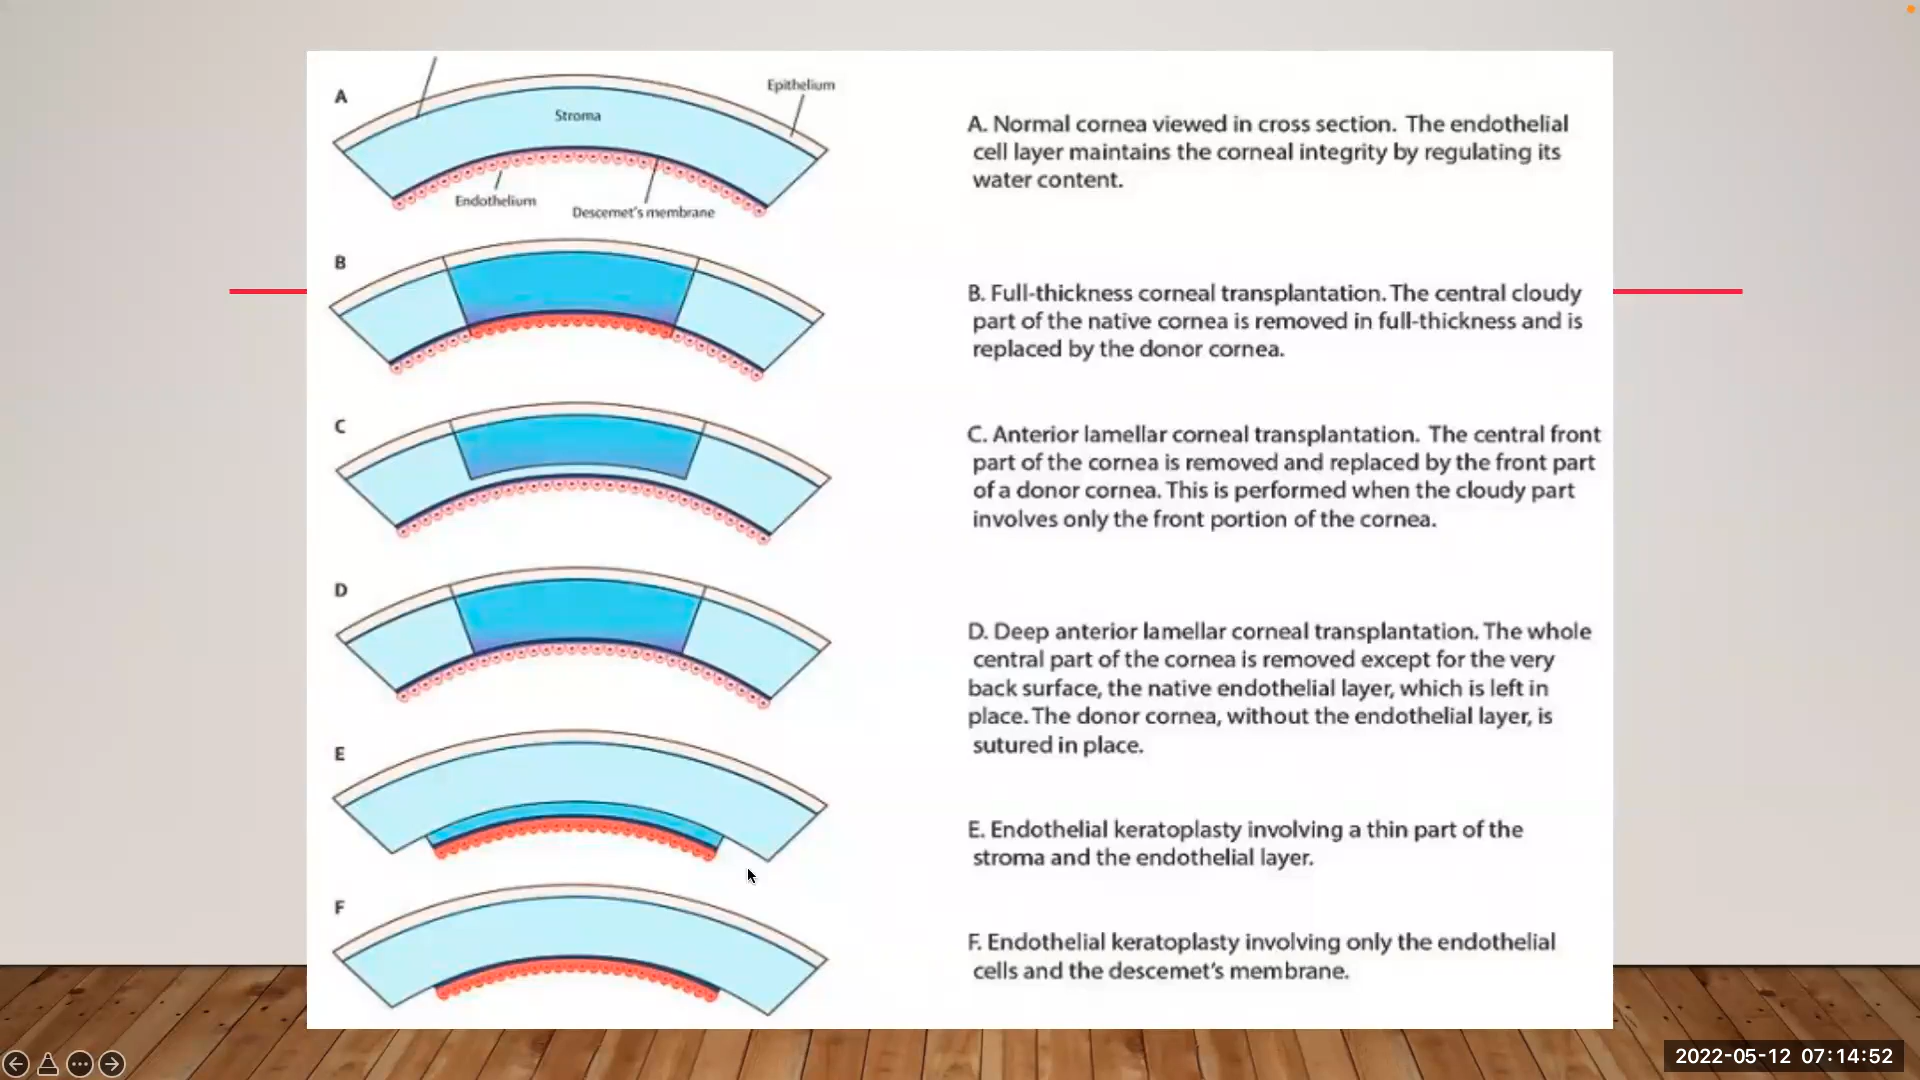 A
Epithelium
Stroma
Endothelium
Descemet's membrane
A. Normal cornea viewed in cross section. The endothelial
cell layer maintains the corneal integrity by regulating its
water content.
B
B. Full-thickness corneal transplantation. The central cloudy
part of the native cornea is removed in full-thickness and is
replaced by the donor cornea.
C
C. Anterior lamellar corneal transplantation. The central front
part of the cornea is removed and replaced by the front part
of a donor cornea. This is performed when the cloudy part
involves only the front portion of the cornea.
D
D. Deep anterior lamellar corneal transplantation. The whole
central part of the cornea is removed except for the very
back surface, the native endothelial layer, which is left in
place. The donor cornea, without the endothelial layer, is
sutured in place.
E
E. Endothelial keratoplasty involving a thin part of the
stroma and the endothelial layer.
F
F. Endothelial keratoplasty involving only the endothelial
cells and the descemet's membrane.
2022-05-12 07:14:52